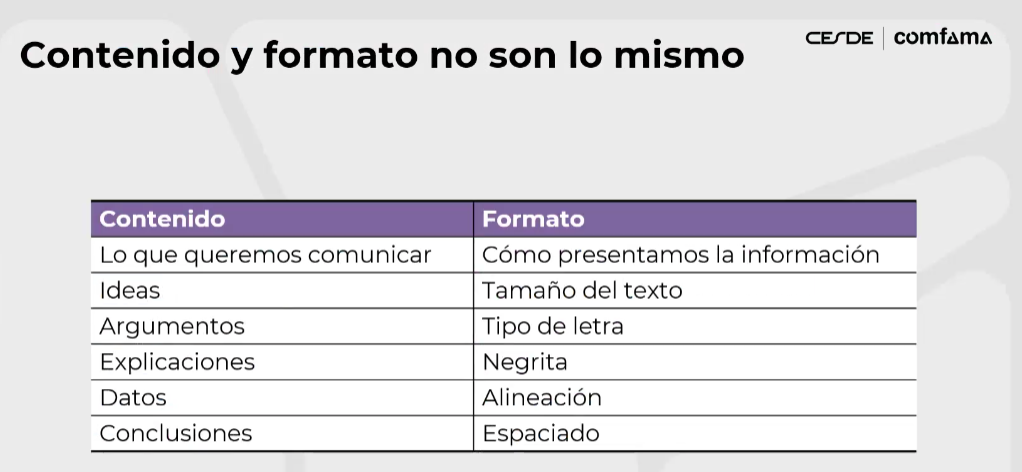 Contenido y formato no son lo mismo
CESDE | comfama
Contenido Formato
Lo que queremos comunicar Cómo presentamos la información
Ideas Tamaño del texto
Argumentos Tipo de letra
Explicaciones Negrita
Datos Alineación
Conclusiones Espaciado